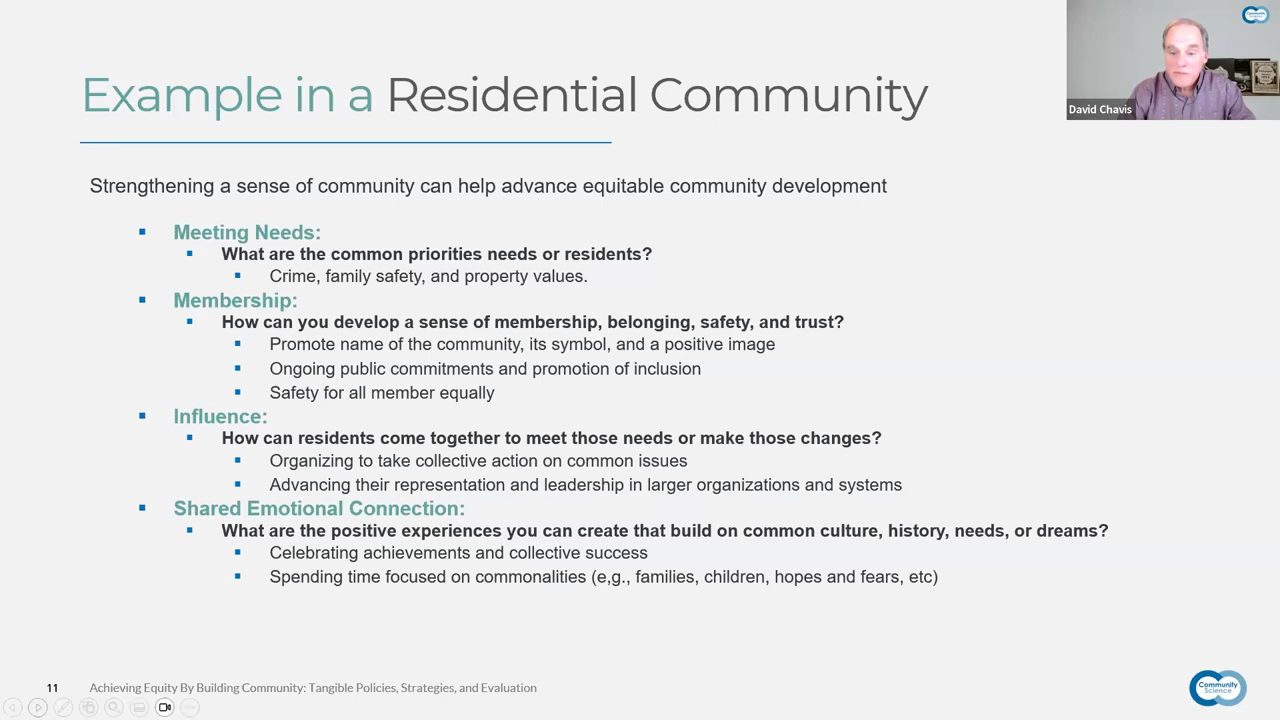 Example in a Residential Community
Community
Science
David Chavis
Strengthening a sense of community can help advance equitable community development
Meeting Needs:
What are the common priorities needs or residents?
Crime, family safety, and property values.
Membership:
How can you develop a sense of membership, belonging, safety, and trust?
Promote name of the community, its symbol, and a positive image
Ongoing public commitments and promotion of inclusion
Safety for all member equally
Influence:
How can residents come together to meet those needs or make those changes?
Organizing to take collective action on common issues
Advancing their representation and leadership in larger organizations and systems
Shared Emotional Connection:
What are the positive experiences you can create that build on common culture, history, needs, or dreams?
Celebrating achievements and collective success
Spending time focused on commonalities (e,g., families, children, hopes and fears, etc)
11 Achieving Equity By Building Community: Tangible Policies, Strategies, and Evaluation
Community
Science